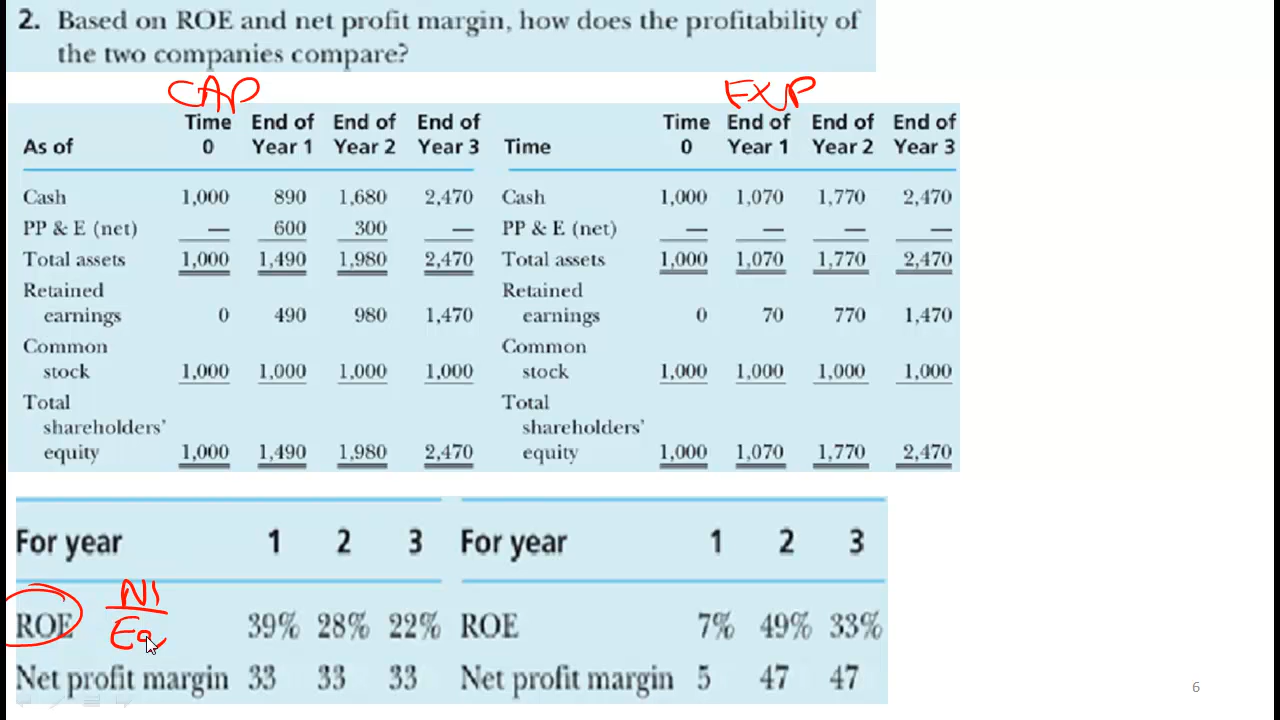 2. Based on ROE and net profit margin, how does the profitability of
the two companies compare?
CAP EXP
Time End of End of End of Time End of End of End of
As of 0 Year 1 Year 2 Year 3 Time 0 Year 1 Year 2 Year 3
Cash 1,000 890 1,680 2,470 Cash 1,000 1,070 1,770 2,470
PP & E (net) — 600 300 — PP & E (net) — — — —
Total assets 1,000 1,490 1,980 2,470 Total assets 1,000 1,070 1,770 2,470
Retained Retained
earnings 0 490 980 1,470 earnings 0 70 770 1,470
Common Common
stock 1,000 1,000 1,000 1,000 stock 1,000 1,000 1,000 1,000
Total Total
shareholders' shareholders'
equity 1,000 1,490 1,980 2,470 equity 1,000 1,070 1,770 2,470
For year 1 2 3 For year 1 2 3
NI
ROE Eq 39% 28% 22% ROE 7% 49% 33%
Net profit margin 33 33 33 Net profit margin 5 47 47
6